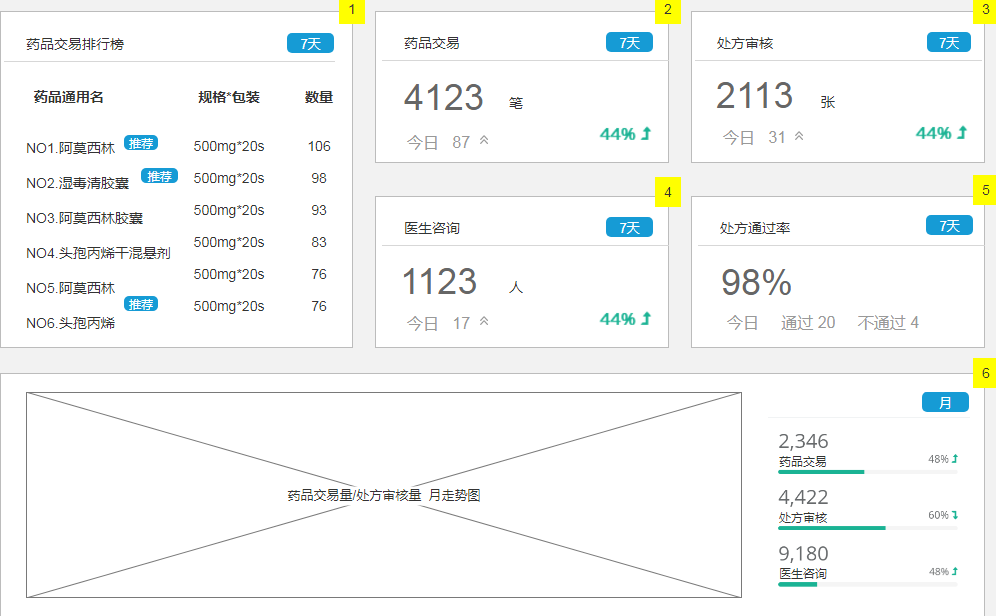 1
药品交易排行榜 7天
药品通用名 规格*包装 数量
NO1.阿莫西林 推荐 500mg*20s 106
NO2.湿毒清胶囊 推荐 500mg*20s 98
NO3.阿莫西林胶囊 500mg*20s 93
NO4.头孢丙烯干混悬剂 500mg*20s 83
NO5.阿莫西林 500mg*20s 76
NO6.头孢丙烯 推荐 500mg*20s 76
2
药品交易 7天
4123 笔
今日 87 44%
3
处方审核 7天
2113 张
今日 31 44%
4
医生咨询 7天
1123 人
今日 17 44%
5
处方通过率 7天
98%
今日 通过 20 不通过 4
6
药品交易量/处方审核量 月走势图
月
2,346
药品交易 48%
4,422
处方审核 60%
9,180
医生咨询 48%